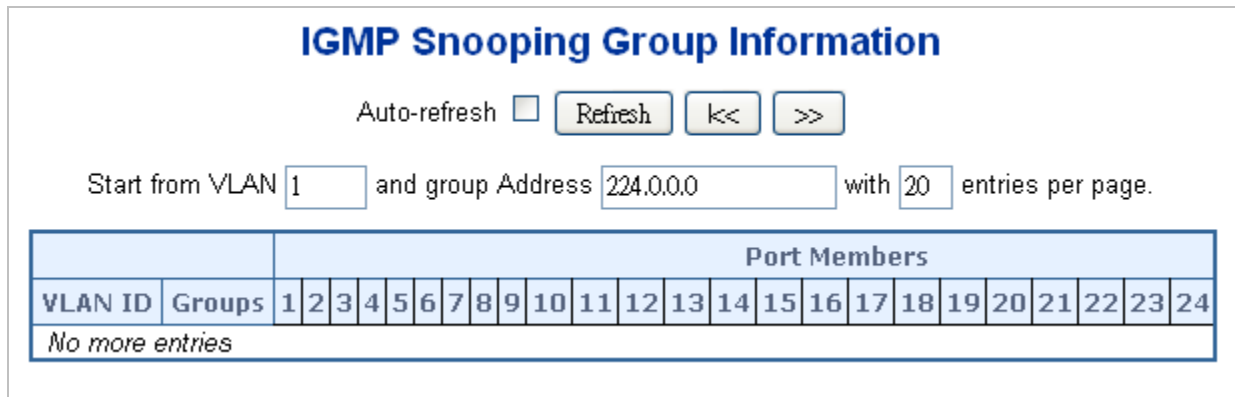 IGMP Snooping Group Information
Auto-refresh Refresh |<< >>
Start from VLAN 1 and group Address 224.0.0.0 with 20 entries per page.
Port Members
VLAN ID Groups 1 2 3 4 5 6 7 8 9 10 11 12 13 14 15 16 17 18 19 20 21 22 23 24
No more entries